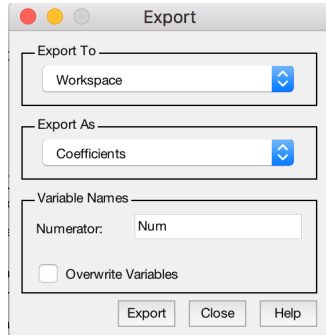 Export
Export To
Workspace
Export As
Coefficients
Variable Names
Numerator: Num
Overwrite Variables
Export Close Help